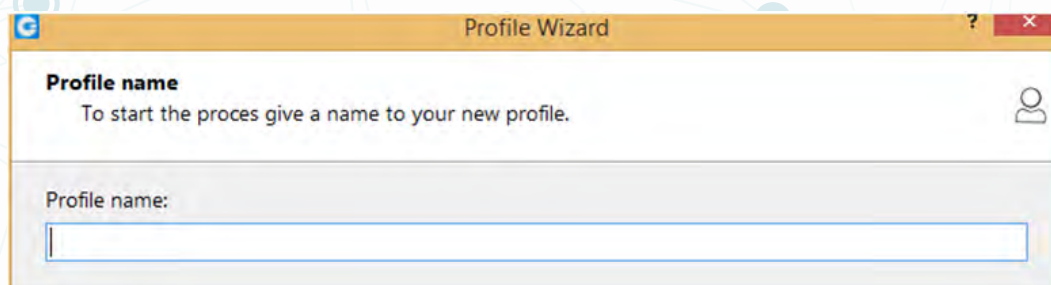 Profile Wizard
?
Profile name
To start the proces give a name to your new profile.
Profile name: